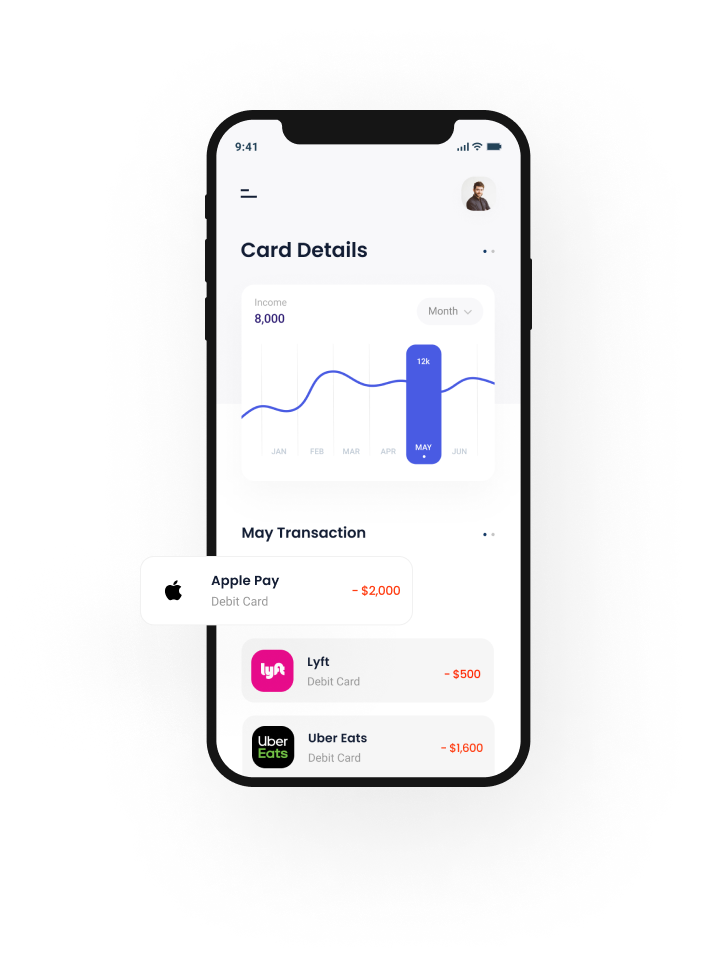 9:41
Card Details
Income
8,000
Month
12k
JAN FEB MAR APR MAY JUN
May Transaction
Apple Pay
Debit Card
- $2,000
Lyft
Debit Card
- $500
lyft
Uber Eats
Debit Card
- $1,600
Uber
Eats